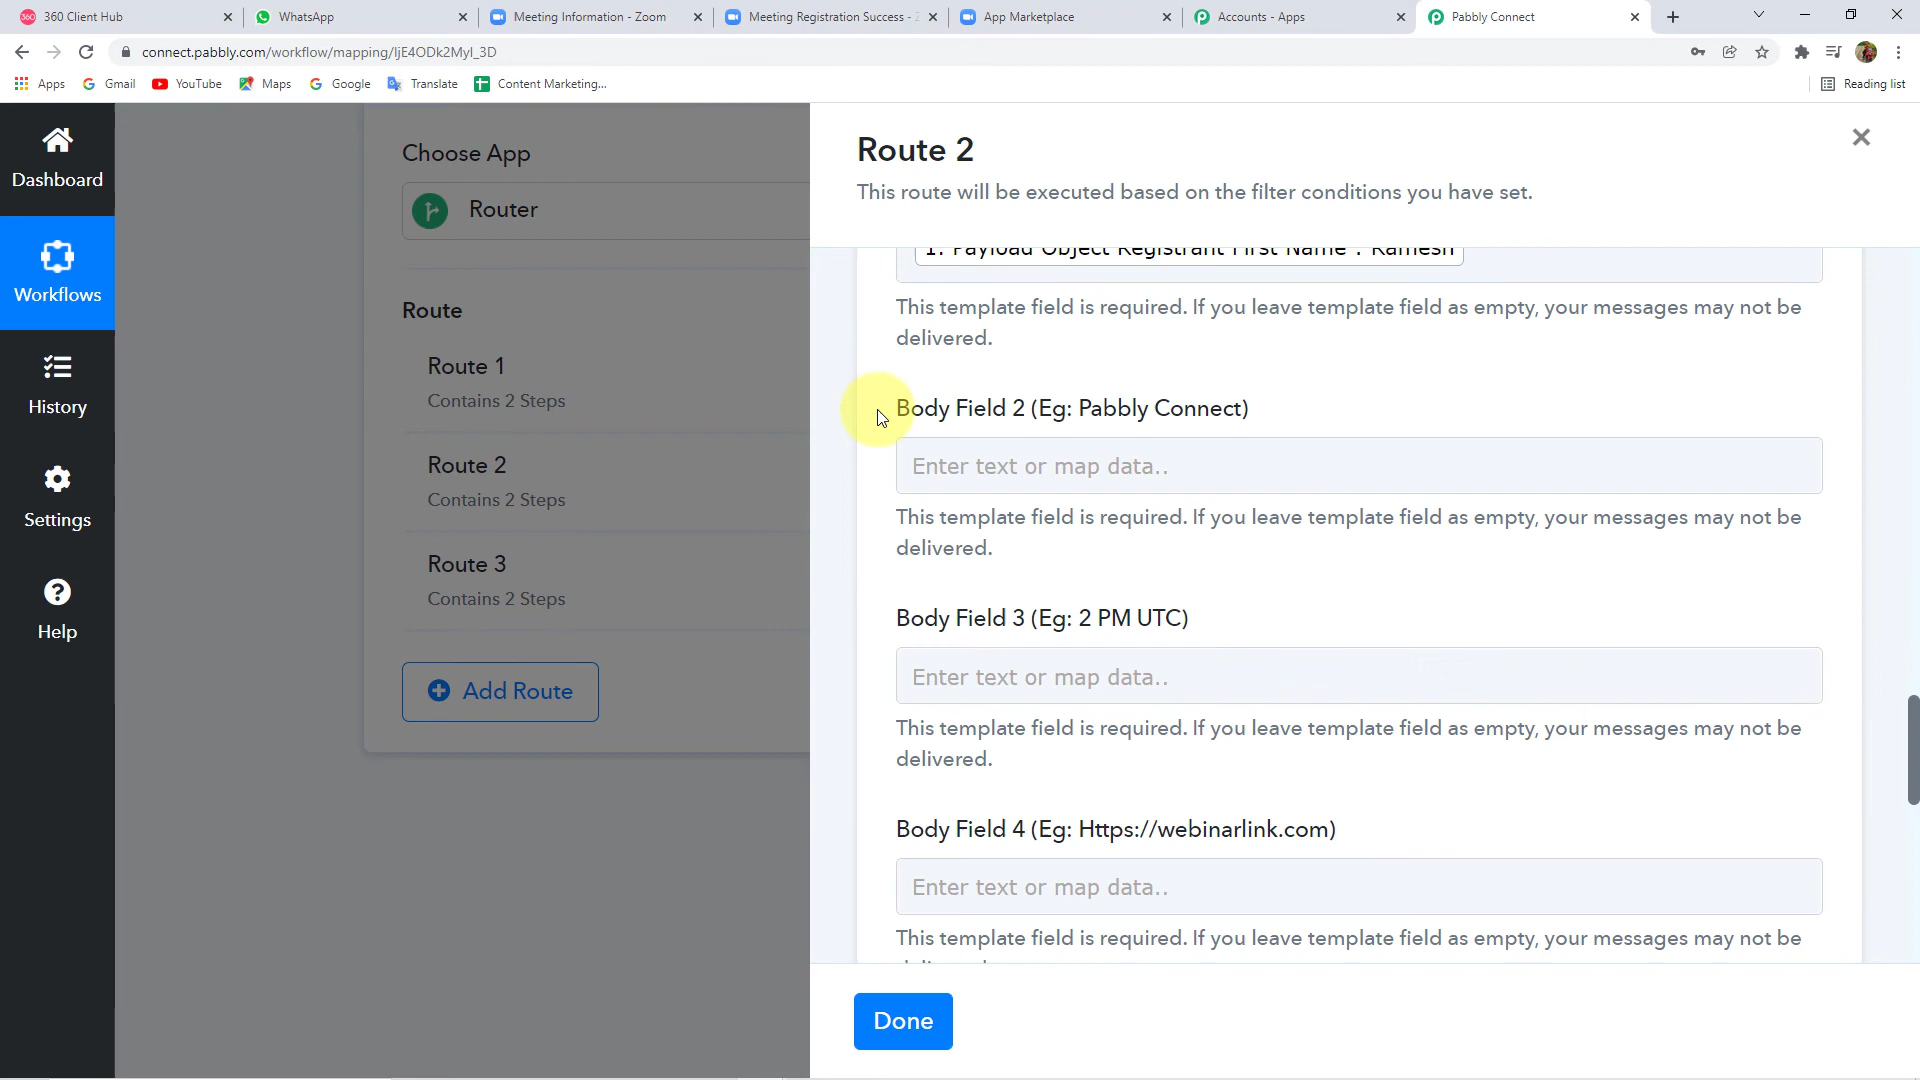 360 Client Hub
WhatsApp
Meeting Information - Zoom
Meeting Registration Success -
App Marketplace
Accounts - Apps
Pabbly Connect
connect.pabbly.com/workflow/mapping/
Apps
Gmail
YouTube
Maps
Google
Translate
Content Marketing...
Reading list
Dashboard
Workflows
History
Settings
Help
Choose App
Router
Route
Route 1
Contains 2 Steps
Route 2
Contains 2 Steps
Route 3
Contains 2 Steps
Add Route
Route 2
This route will be executed based on the filter conditions you have set.
1. Payload Object Registrant First Name : Ramesh
This template field is required. If you leave template field as empty, your messages may not be
delivered.
Body Field 2 (Eg: Pabbly Connect)
Enter text or map data..
This template field is required. If you leave template field as empty, your messages may not be
delivered.
Body Field 3 (Eg: 2 PM UTC)
Enter text or map data..
This template field is required. If you leave template field as empty, your messages may not be
delivered.
Body Field 4 (Eg: Https://webinarlink.com)
Enter text or map data..
This template field is required. If you leave template field as empty, your messages may not be
Done